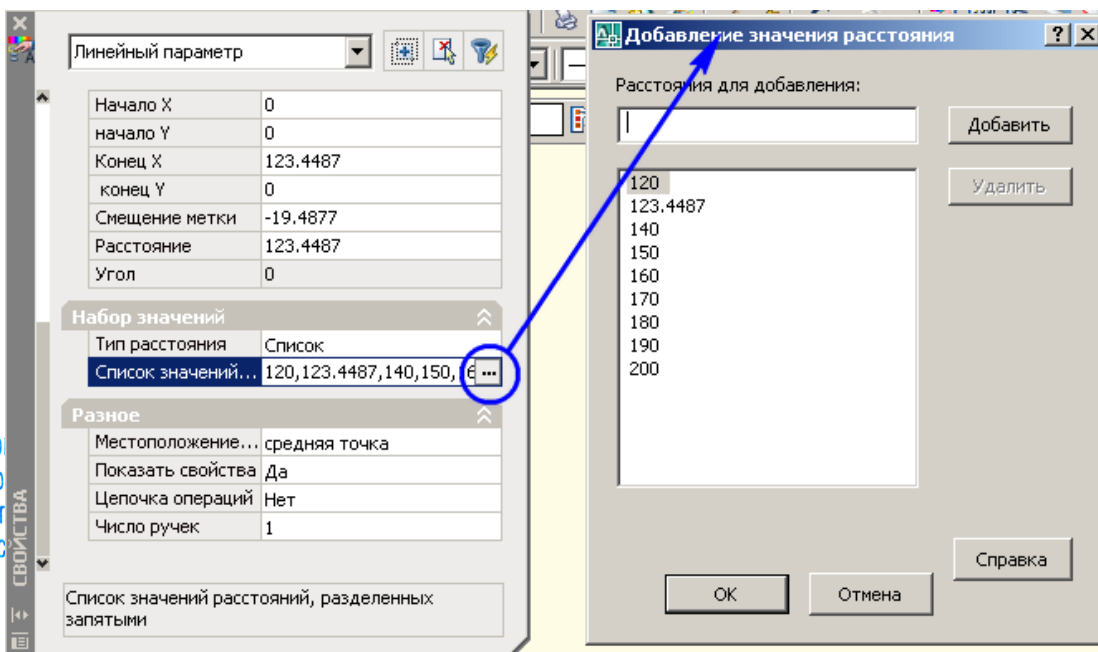 Линейный параметр
Начало X 0
начало Y 0
Конец X 123.4487
конец Y 0
Смещение метки -19.4877
Расстояние 123.4487
Угол 0
Набор значений
Тип расстояния Список
Список значений... 120,123.4487,140,150, ...
Разное
Местоположение... средняя точка
Показать свойства Да
Цепочка операций Нет
Число ручек 1
Список значений расстояний, разделенных
запятыми
СВОЙСТВА
Добавление значения расстояния
Расстояния для добавления:
Добавить
120
Удалить
123.4487
140
150
160
170
180
190
200
Справка
OK Отмена